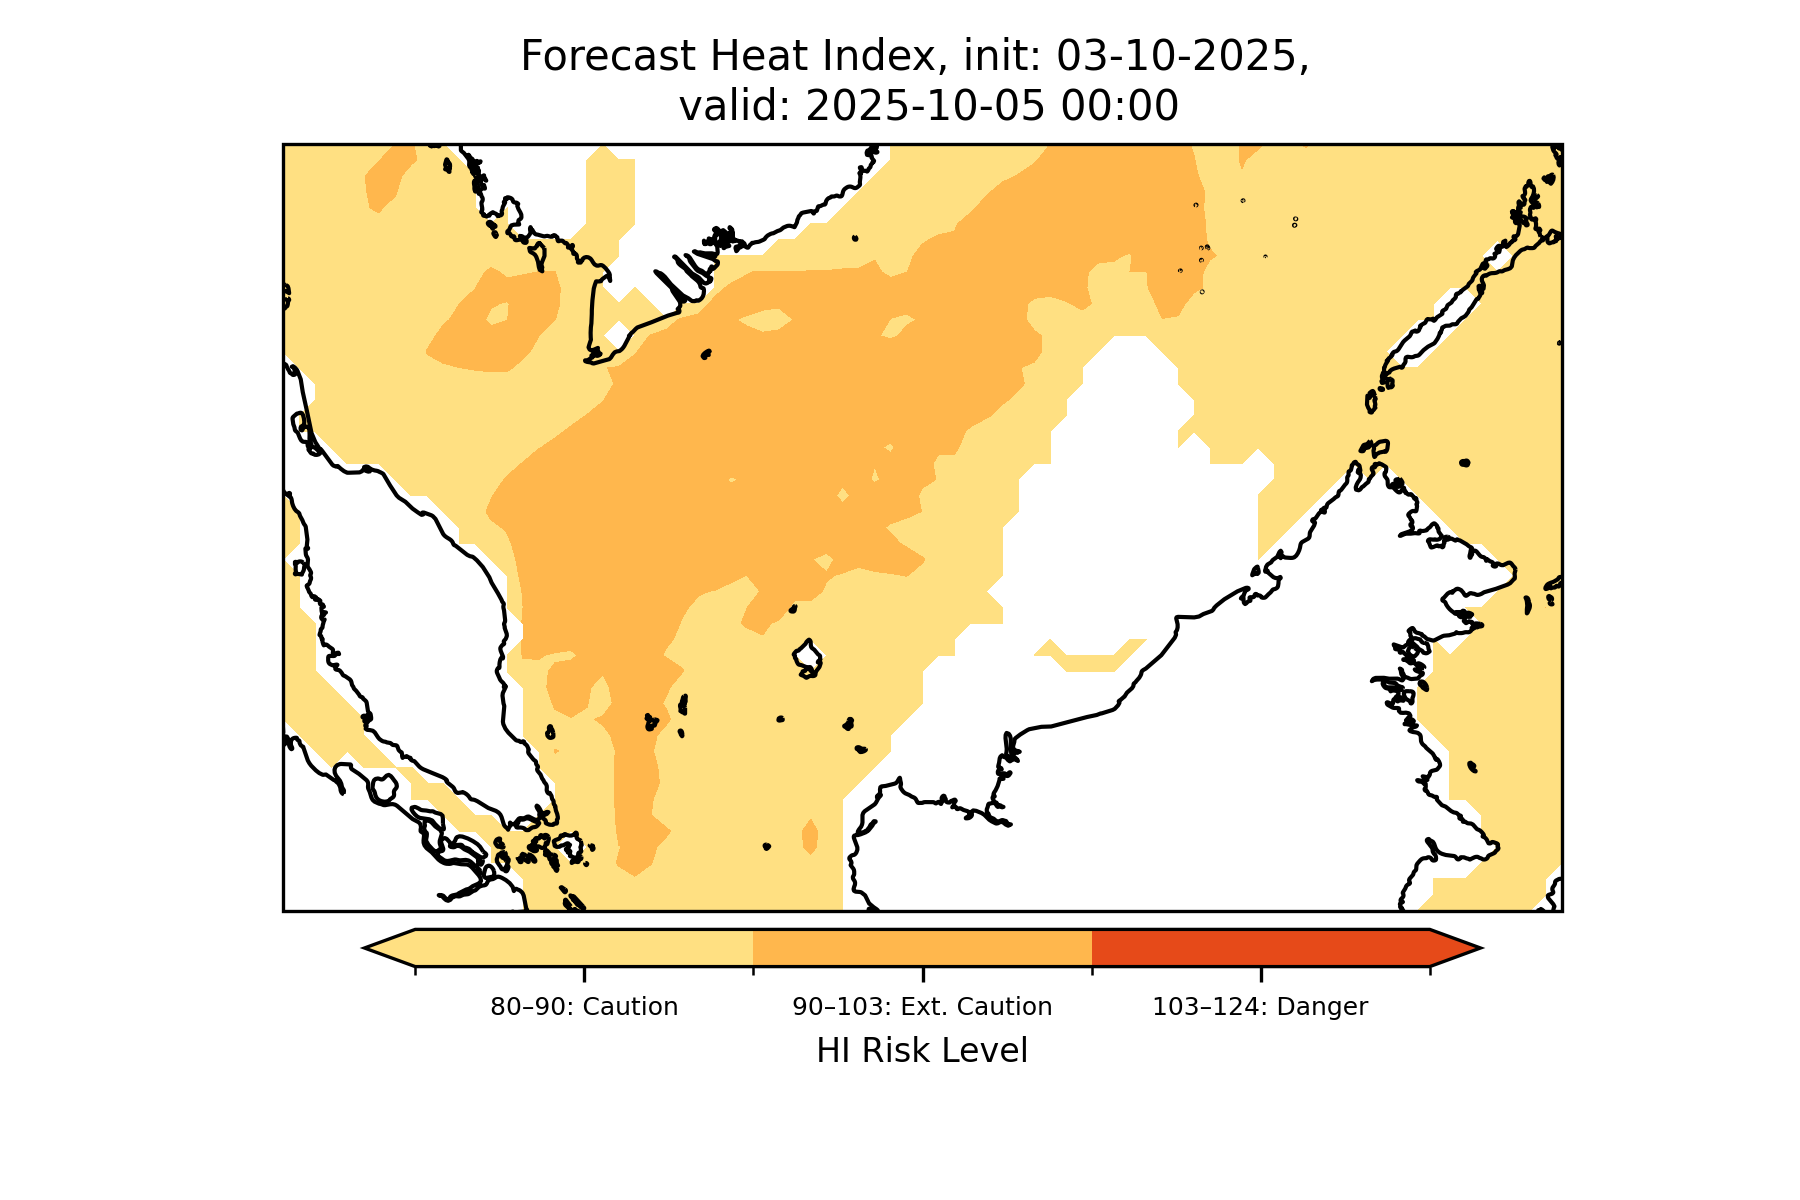 Forecast Heat Index, init: 03-10-2025,
valid: 2025-10-05 00:00
80–90: Caution
90–103: Ext. Caution
103–124: Danger
HI Risk Level